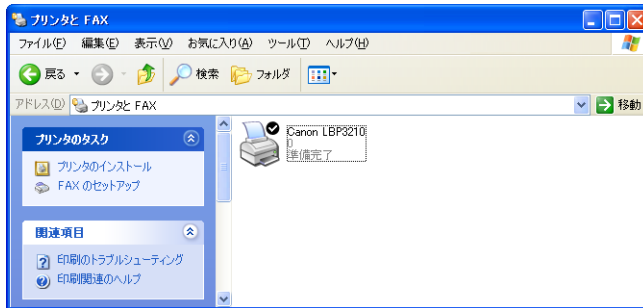 プリンタと FAX
ファイル(F) 編集(E) 表示(V) お気に入り(A) ツール(T) ヘルプ(H)
戻る 検索 フォルダ
アドレス(D) プリンタと FAX 移動
プリンタのタスク
プリンタのインストール
FAX のセットアップ
関連項目
印刷のトラブルシューティング
印刷関連のヘルプ
Canon LBP3210
0
準備完了